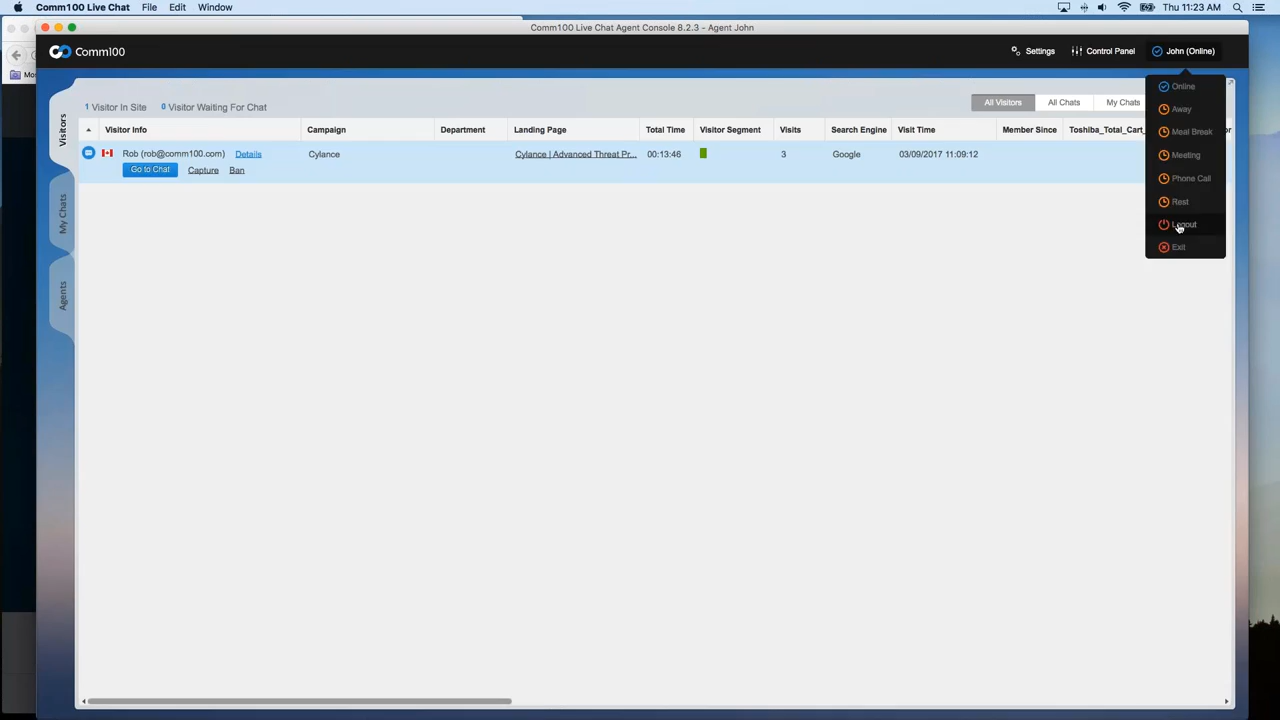 Comm100 Live Chat File Edit Window Thu 11:23 AM
Comm100 Live Chat Agent Console 8.2.3 - Agent John
Comm100 Settings Control Panel John (Online)
Online
Away
Meal Break
Meeting
Phone Call
Rest
Logout
Exit
Visitors
My Chats
Agents
1 Visitor In Site 0 Visitor Waiting For Chat All Visitors All Chats My Chats
Visitor Info Campaign Department Landing Page Total Time Visitor Segment Visits Search Engine Visit Time Member Since Toshiba_Total_Cart_
Rob (rob@comm100.com) Details Cylance Cylance | Advanced Threat Pr... 00:13:46 3 Google 03/09/2017 11:09:12
Go to Chat Capture Ban